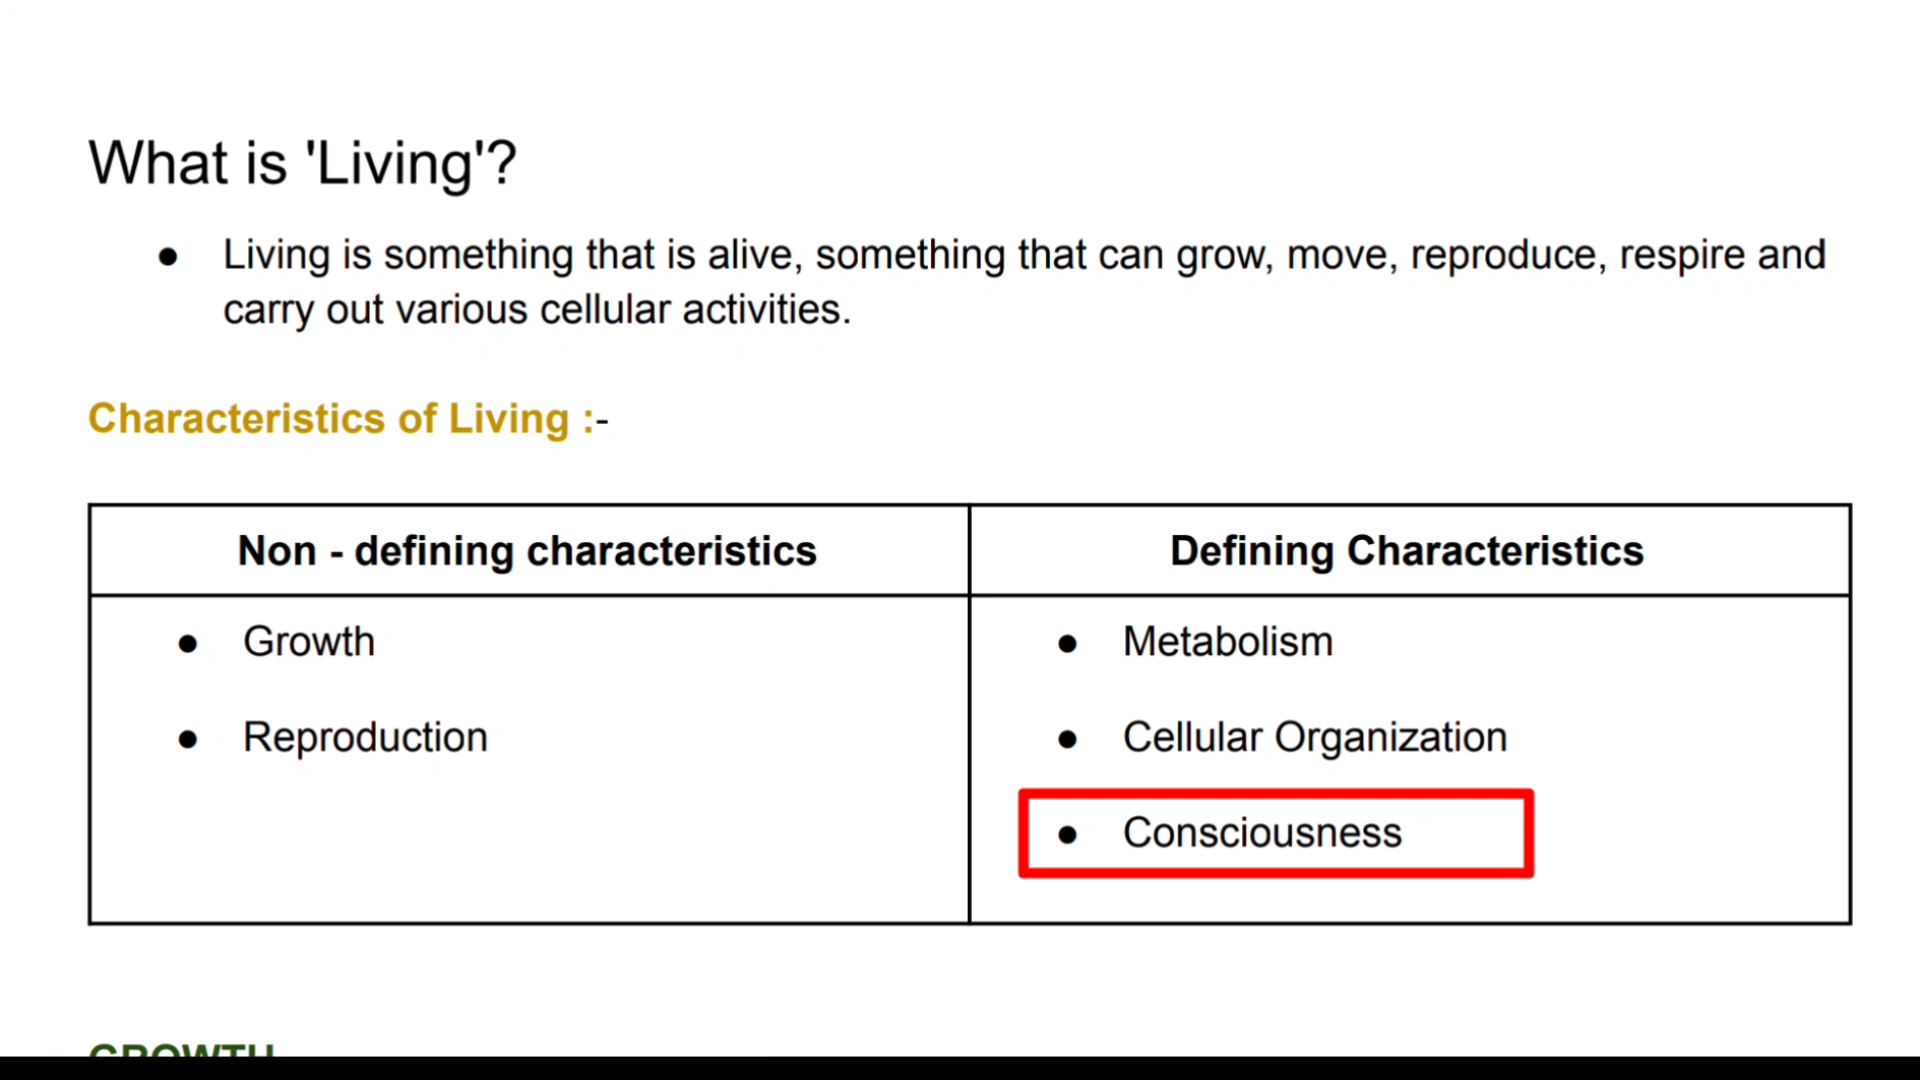 What is 'Living'?
● Living is something that is alive, something that can grow, move, reproduce, respire and
carry out various cellular activities.
Characteristics of Living :-
Non - defining characteristics
Defining Characteristics
● Growth
● Reproduction
● Metabolism
● Cellular Organization
● Consciousness
GROWTH